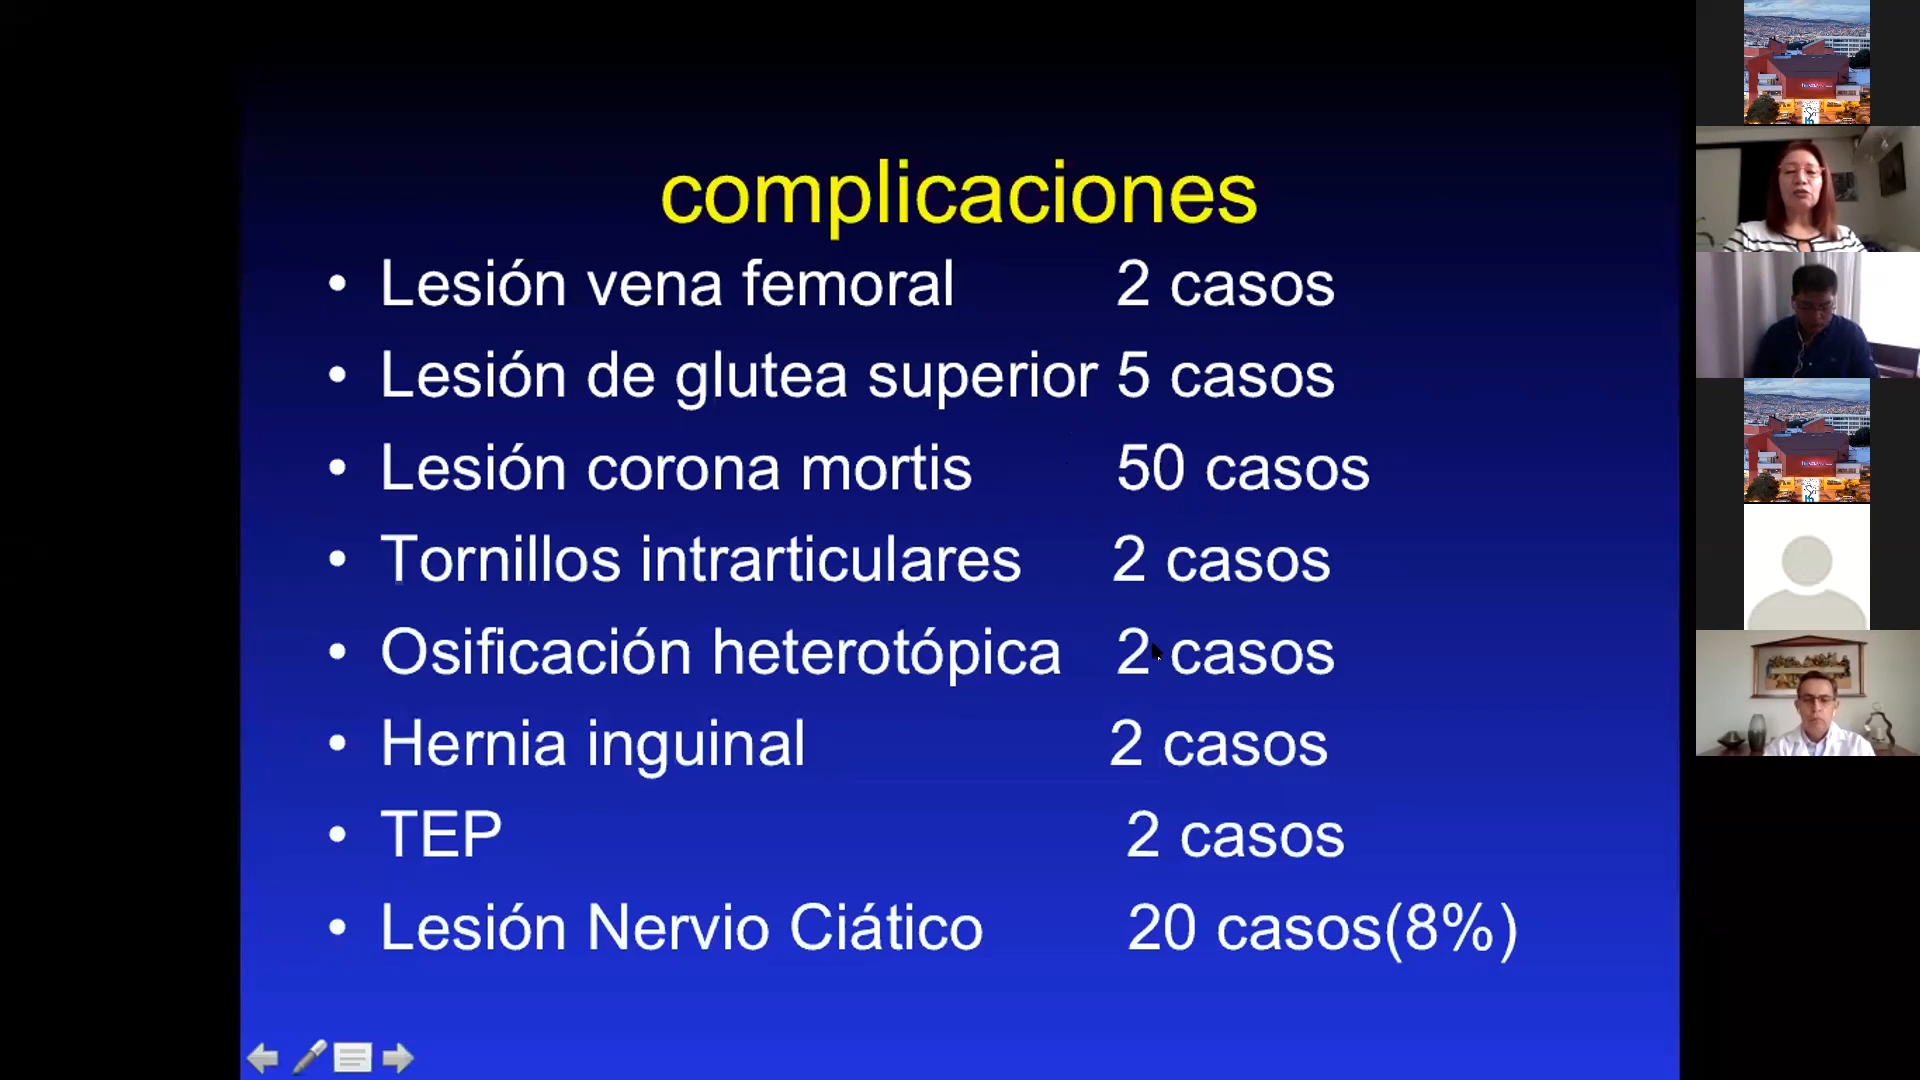 complicaciones
• Lesión vena femoral 2 casos
• Lesión de glutea superior 5 casos
• Lesión corona mortis 50 casos
• Tornillos intrarticulares 2 casos
• Osificación heterotópica 2 casos
• Hernia inguinal 2 casos
• TEP 2 casos
• Lesión Nervio Ciático 20 casos(8%)